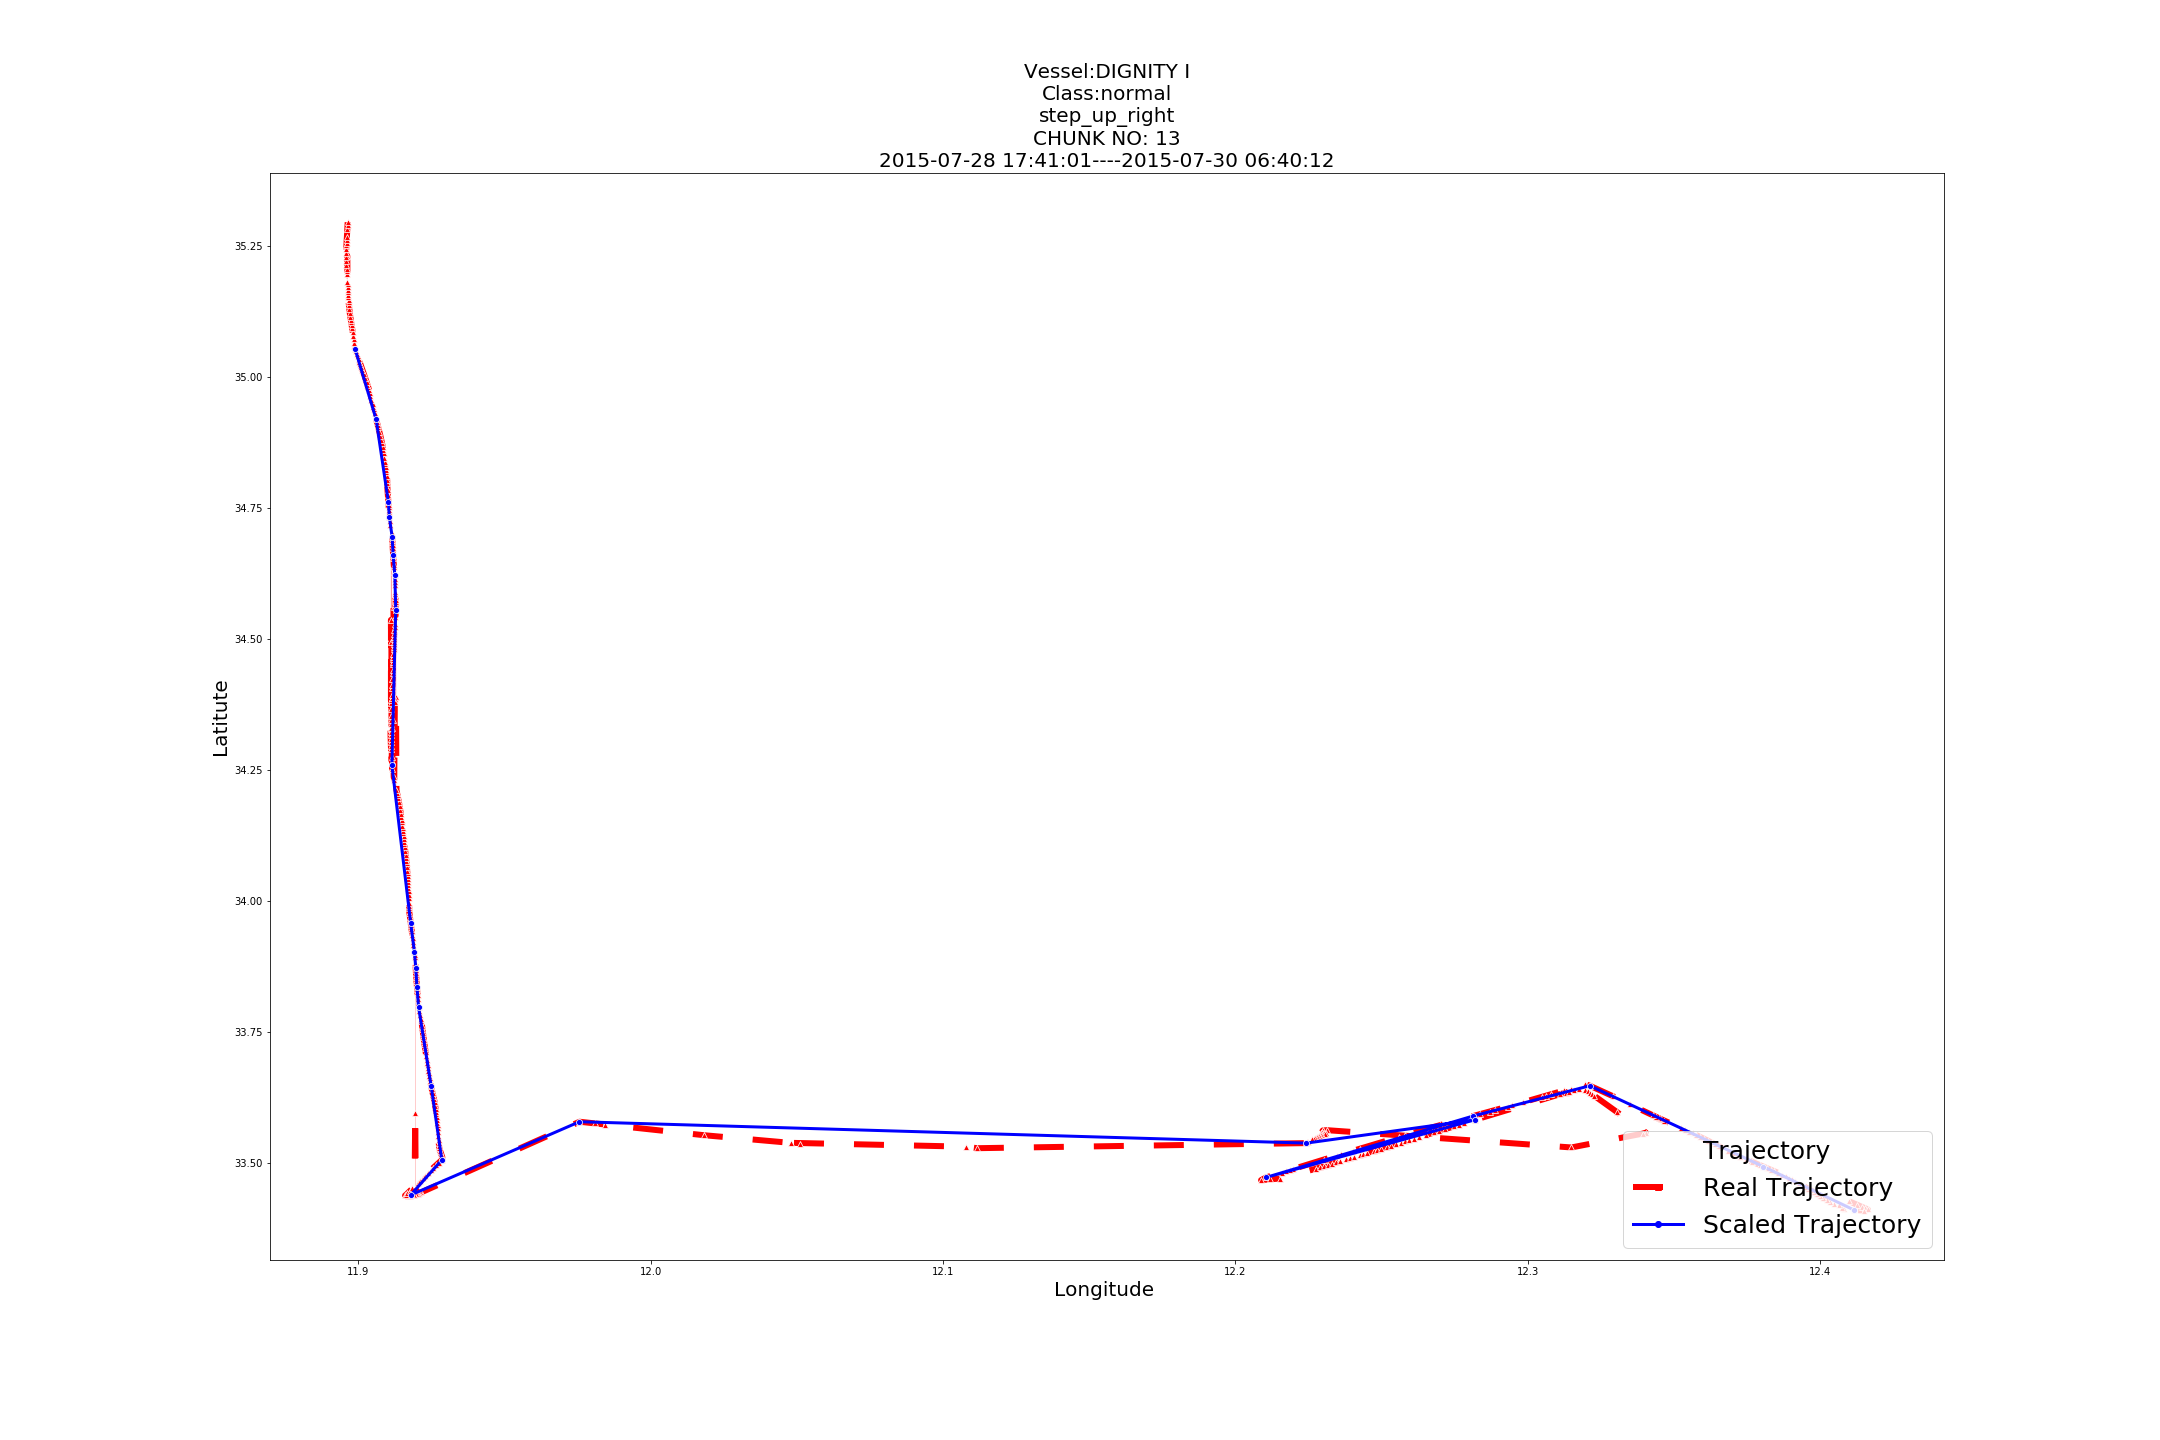 Vessel:DIGNITY I
Class:normal
step_up_right
CHUNK NO: 13
2015-07-28 17:41:01----2015-07-30 06:40:12
35.25
35.00
34.75
34.50
34.25
34.00
33.75
33.50
Latitute
Trajectory
Real Trajectory
Scaled Trajectory
11.9 12.0 12.1 12.2 12.3 12.4
Longitude